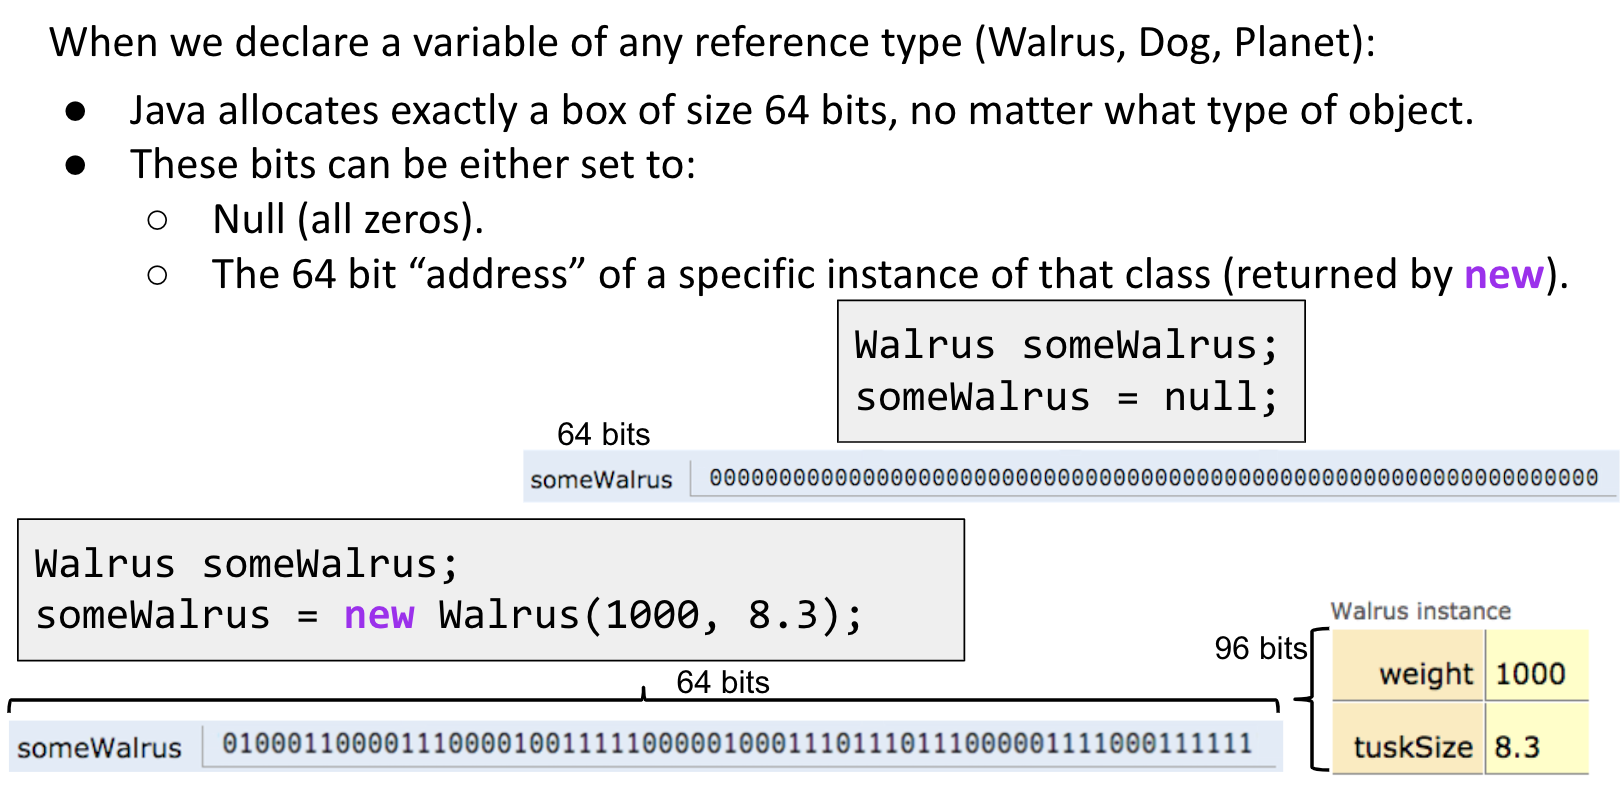 When we declare a variable of any reference type (Walrus, Dog, Planet):
● Java allocates exactly a box of size 64 bits, no matter what type of object.
● These bits can be either set to:
○ Null (all zeros).
○ The 64 bit “address” of a specific instance of that class (returned by new).
Walrus someWalrus;
someWalrus = null;
64 bits
someWalrus 0000000000000000000000000000000000000000000000000000000000000000
Walrus someWalrus;
someWalrus = new Walrus(1000, 8.3);
64 bits
someWalrus 01000110000111000010011111100000100011101110111000001111000111111
Walrus instance
96 bits
weight 1000
tuskSize 8.3